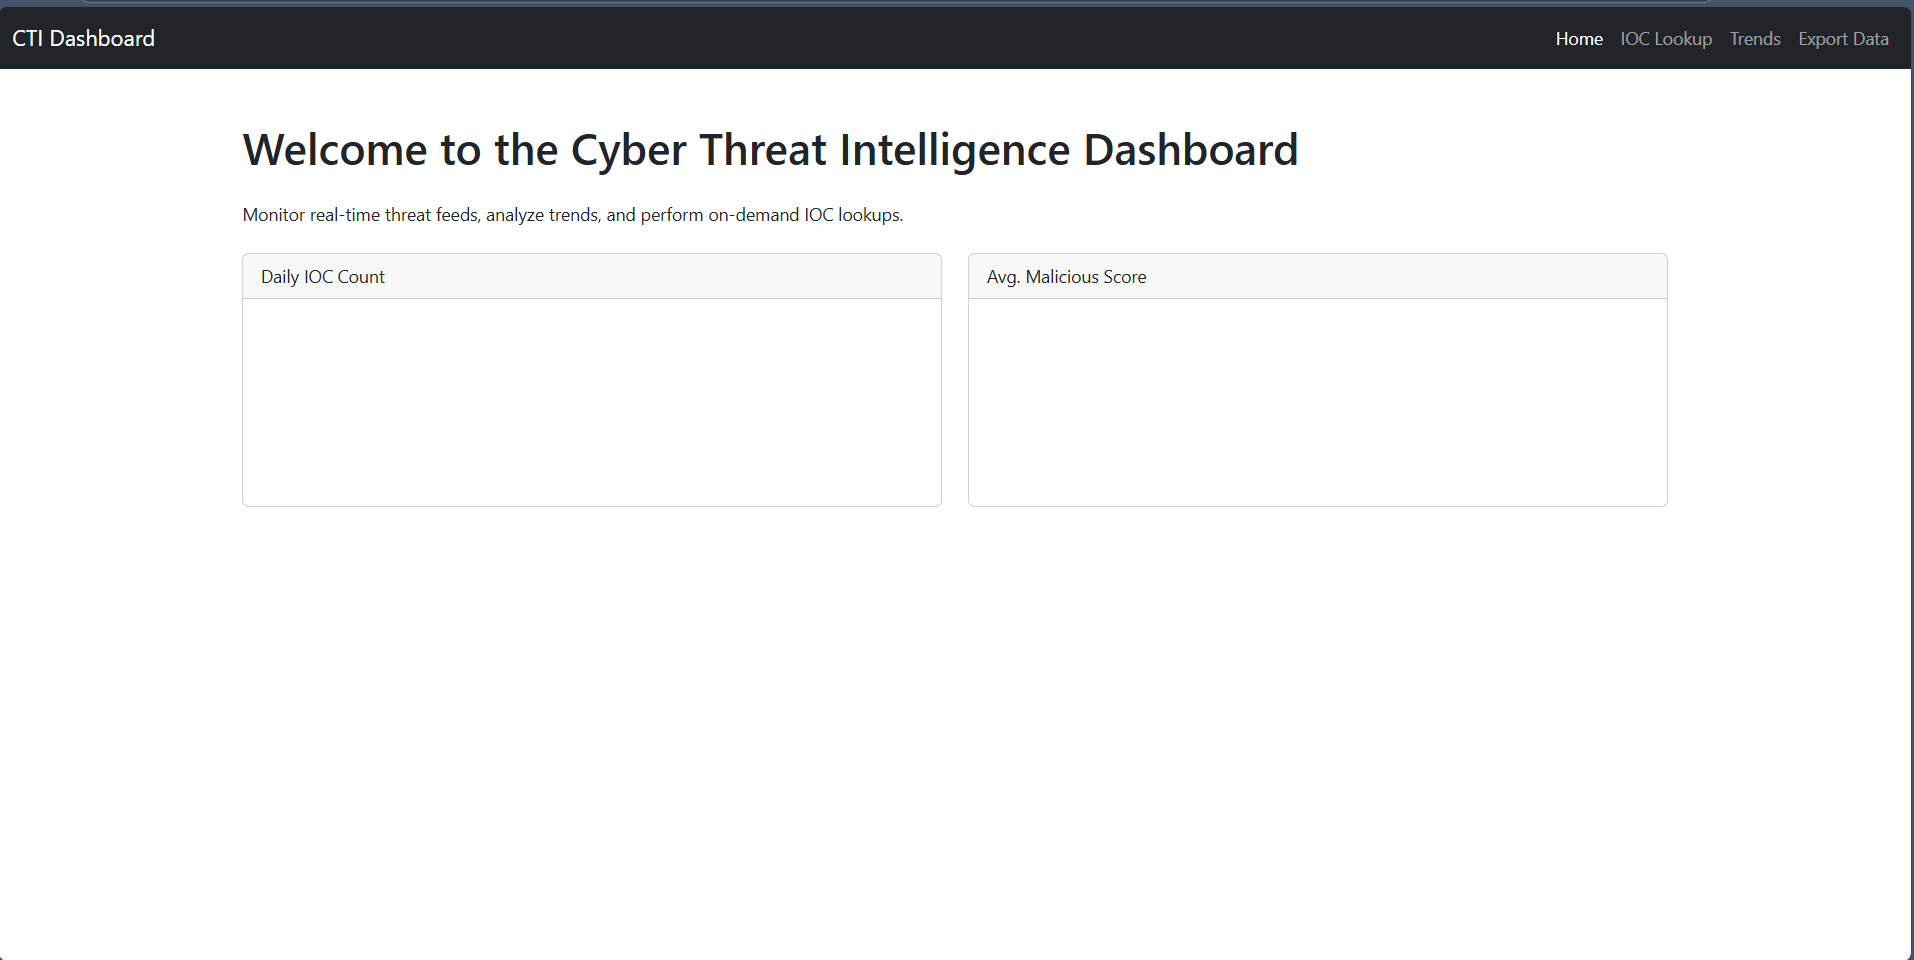 CTI Dashboard
Home IOC Lookup Trends Export Data
Welcome to the Cyber Threat Intelligence Dashboard
Monitor real-time threat feeds, analyze trends, and perform on-demand IOC lookups.
Daily IOC Count
Avg. Malicious Score